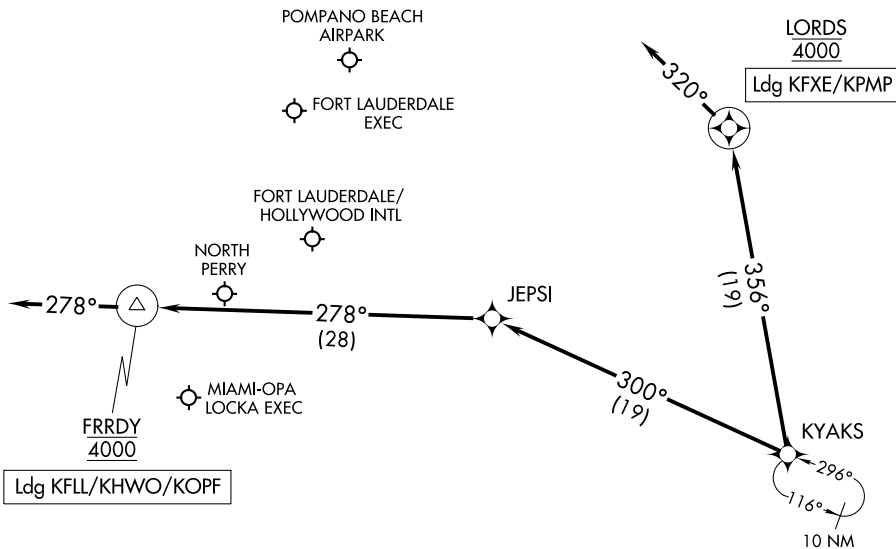 POMPANO BEACH
AIRPARK
FORT LAUDERDALE
EXEC
LORDS
4000
Ldg KFXE/KPMP
320°
FORT LAUDERDALE/
HOLLYWOOD INTL
NORTH
PERRY
356°
(19)
JEPSI
278°
278°
(28)
MIAMI-OPA
LOCKA EXEC
300°
(19)
FRRDY
4000
Ldg KFLL/KHWO/KOPF
KYAKS
296°
116°
10 NM